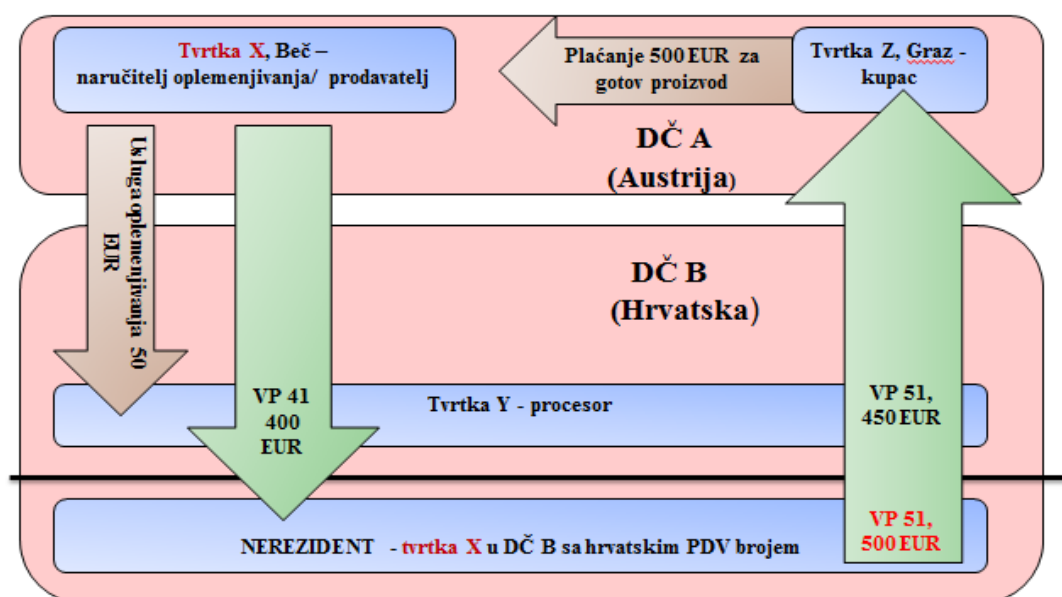 Tvrtka X, Beč –
naručitelj oplemenjivanja/ prodavatelj
Plaćanje 500 EUR za
gotov proizvod
Tvrtka Z, Graz -
kupac
DČ A
(Austrija)
Usluga oplemenjivanja 50
EUR
DČ B
(Hrvatska)
VP 41
400
EUR
Tvrtka Y - procesor
VP 51,
450 EUR
NEREZIDENT - tvrtka X u DČ B sa hrvatskim PDV brojem
VP 51,
500 EUR